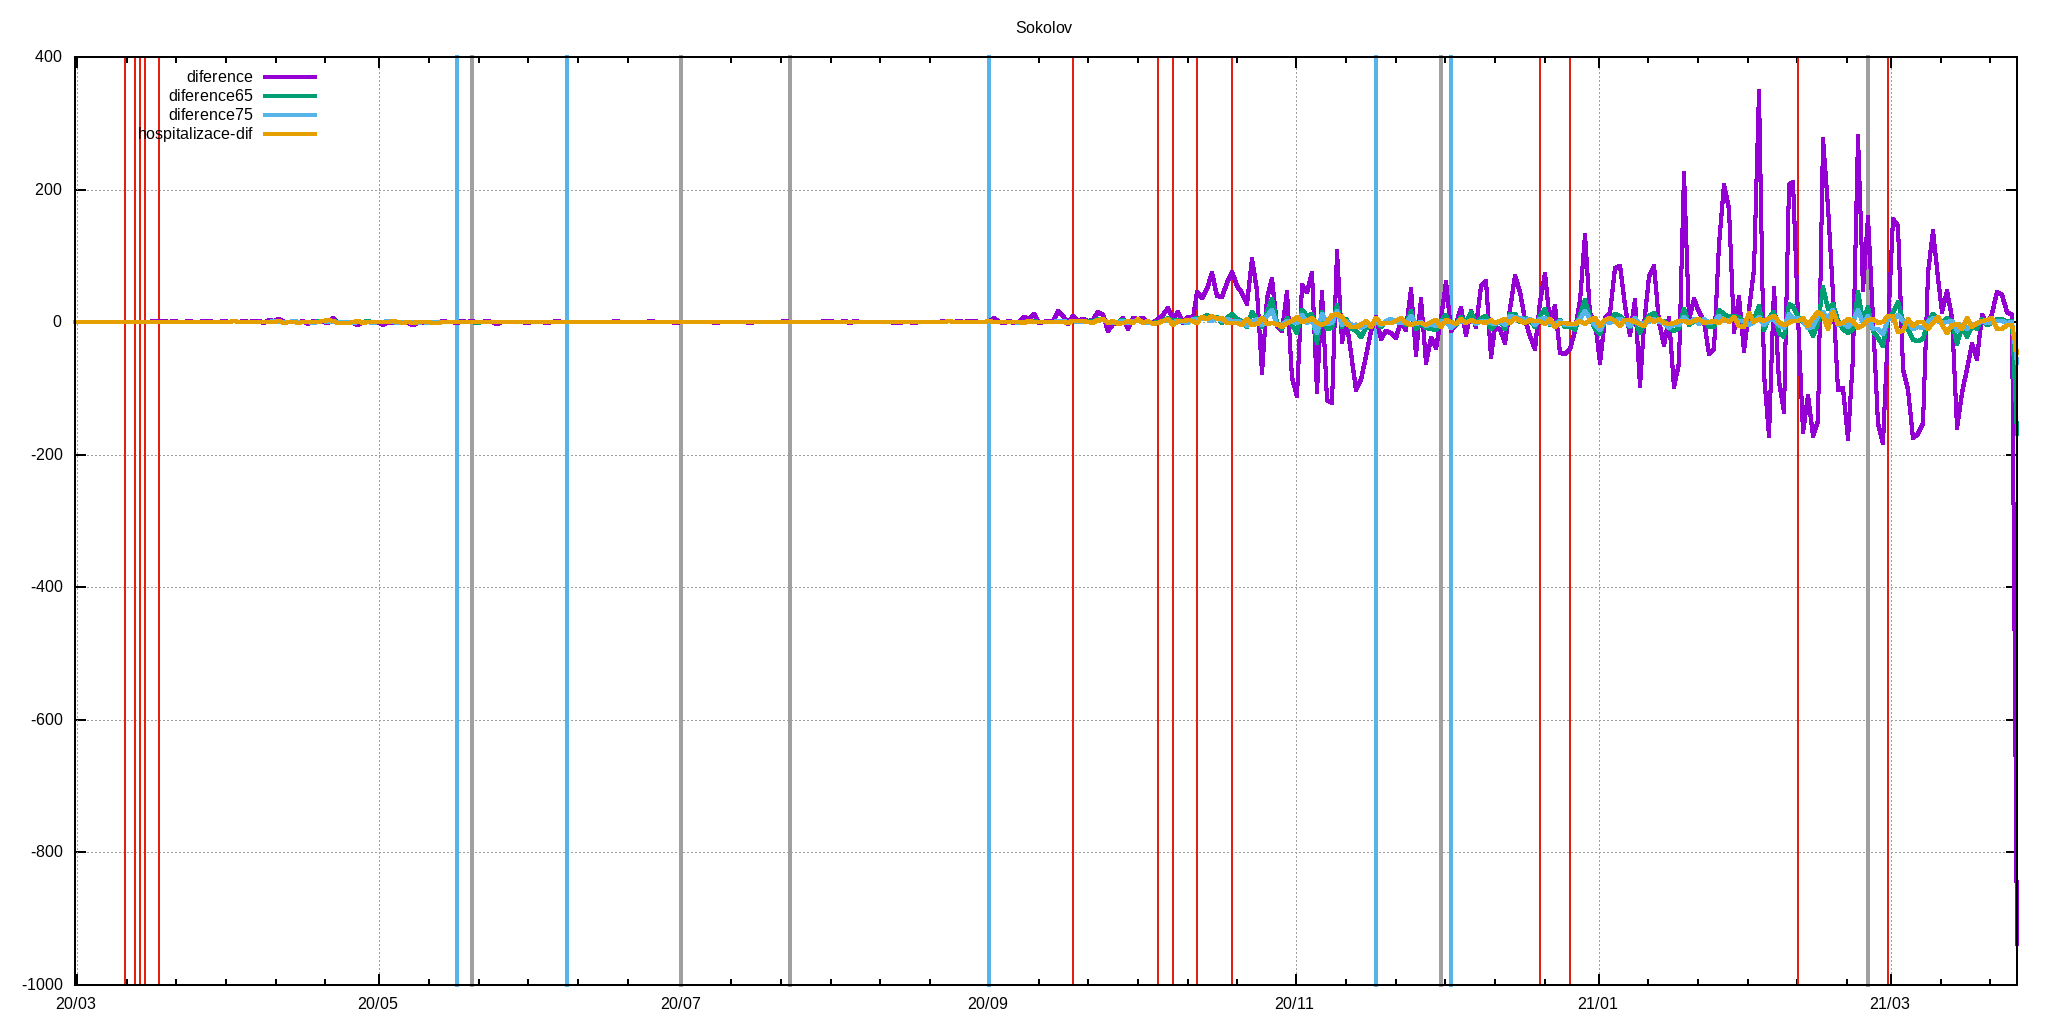 Sokolov
400
diference
diference65
diference75
hospitalizace-dif
200
0
-200
-400
-600
-800
-1000
20/03 20/05 20/07 20/09 20/11 21/01 21/03